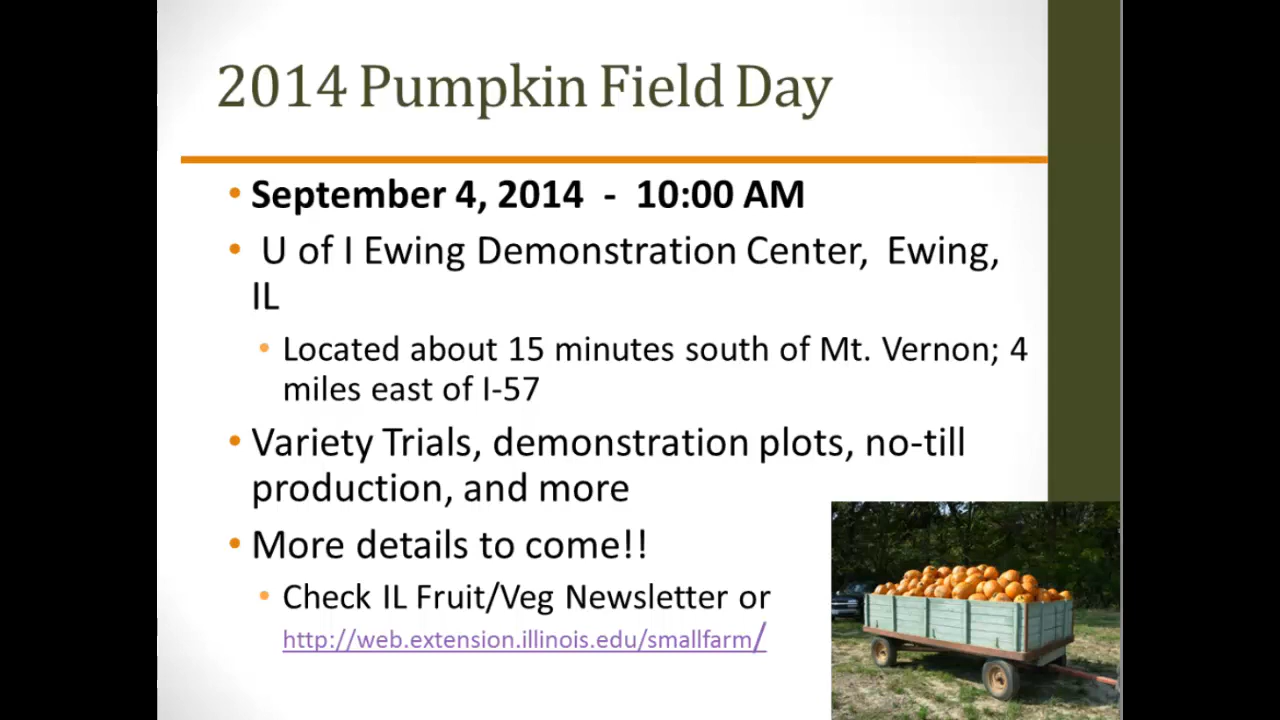 2014 Pumpkin Field Day
• September 4, 2014 - 10:00 AM
• U of I Ewing Demonstration Center, Ewing,
IL
• Located about 15 minutes south of Mt. Vernon; 4
miles east of I-57
• Variety Trials, demonstration plots, no-till
production, and more
• More details to come!!
• Check IL Fruit/Veg Newsletter or
http://web.extension.illinois.edu/smallfarm/